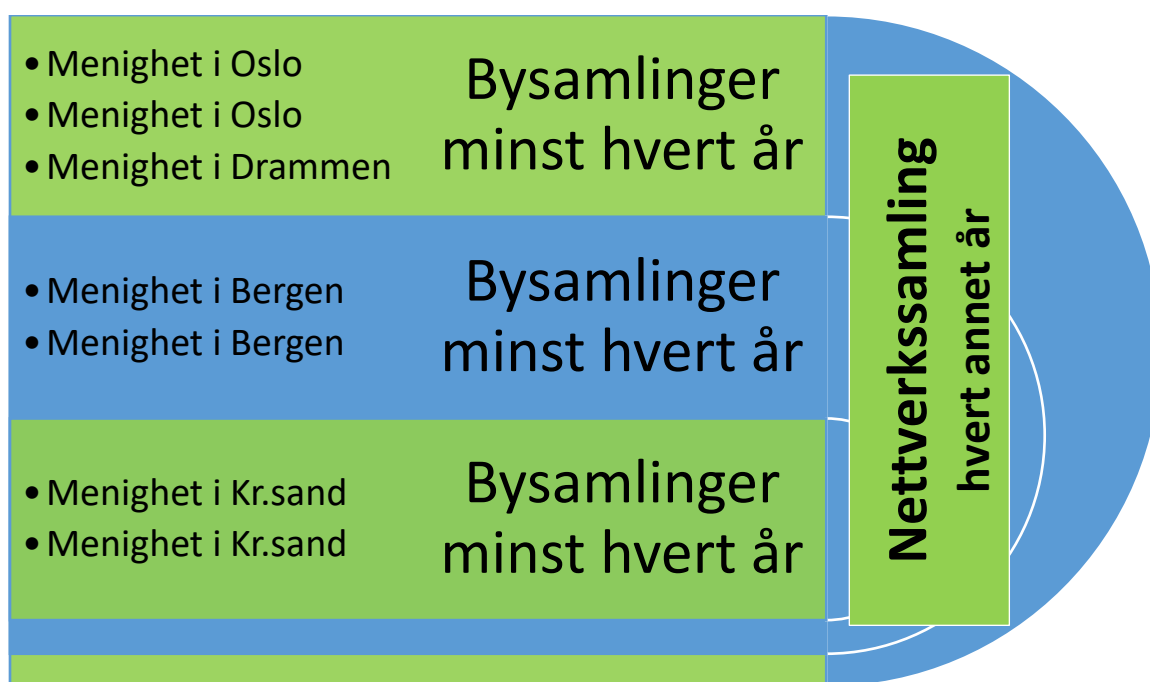 • Menighet i Oslo
• Menighet i Oslo
• Menighet i Drammen
Bysamlinger
minst hvert år
• Menighet i Bergen
• Menighet i Bergen
Bysamlinger
minst hvert år
• Menighet i Kr.sand
• Menighet i Kr.sand
Bysamlinger
minst hvert år
Nettverkssamling
hvert annet år